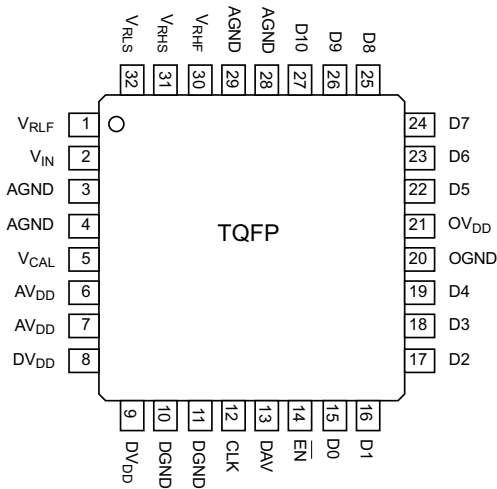 VRLS VRHS VRHF AGND AGND D10 D9 D8
32 31 30 29 28 27 26 25
VRLF 1 24 D7
VIN 2 23 D6
AGND 3 22 D5
AGND 4 21 OVDD
TQFP
VCAL 5 20 OGND
AVDD 6 19 D4
AVDD 7 18 D3
DVDD 8 17 D2
9 10 11 12 13 14 15 16
DVDD DGND DGND CLK DAV E̅N̅ D0 D1